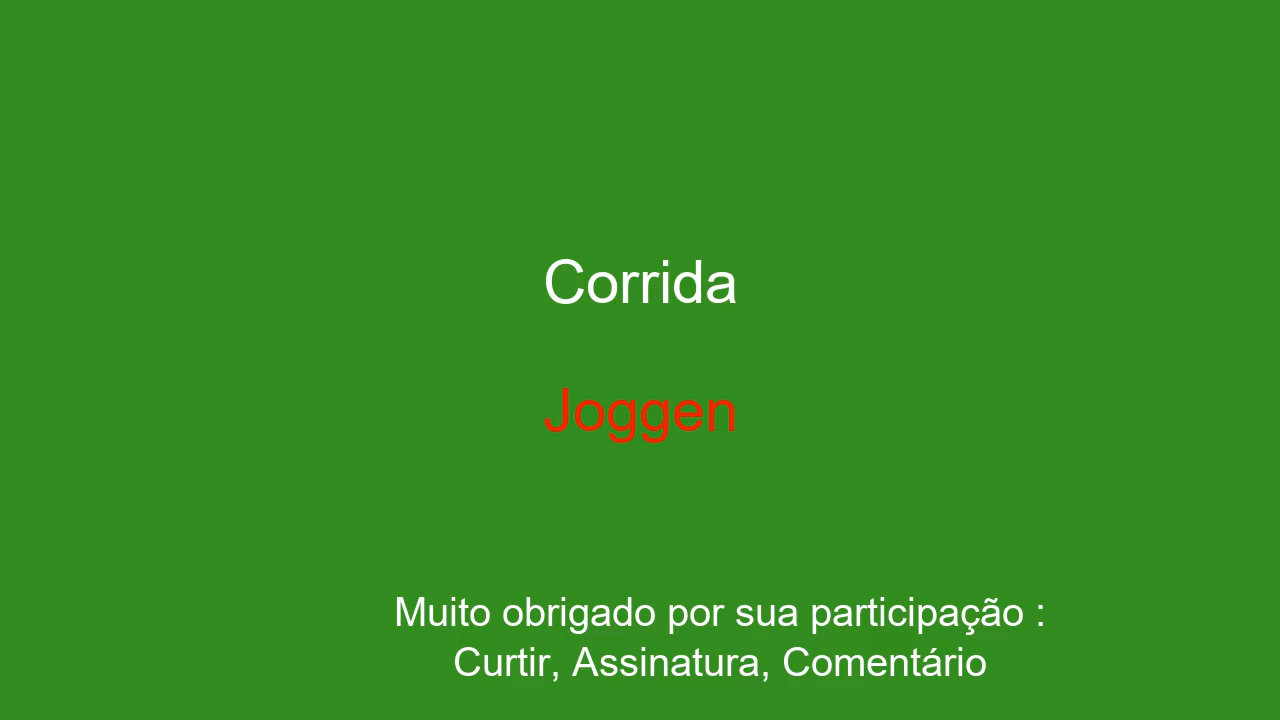 Corrida
Joggen
Muito obrigado por sua participação :
Curtir, Assinatura, Comentário